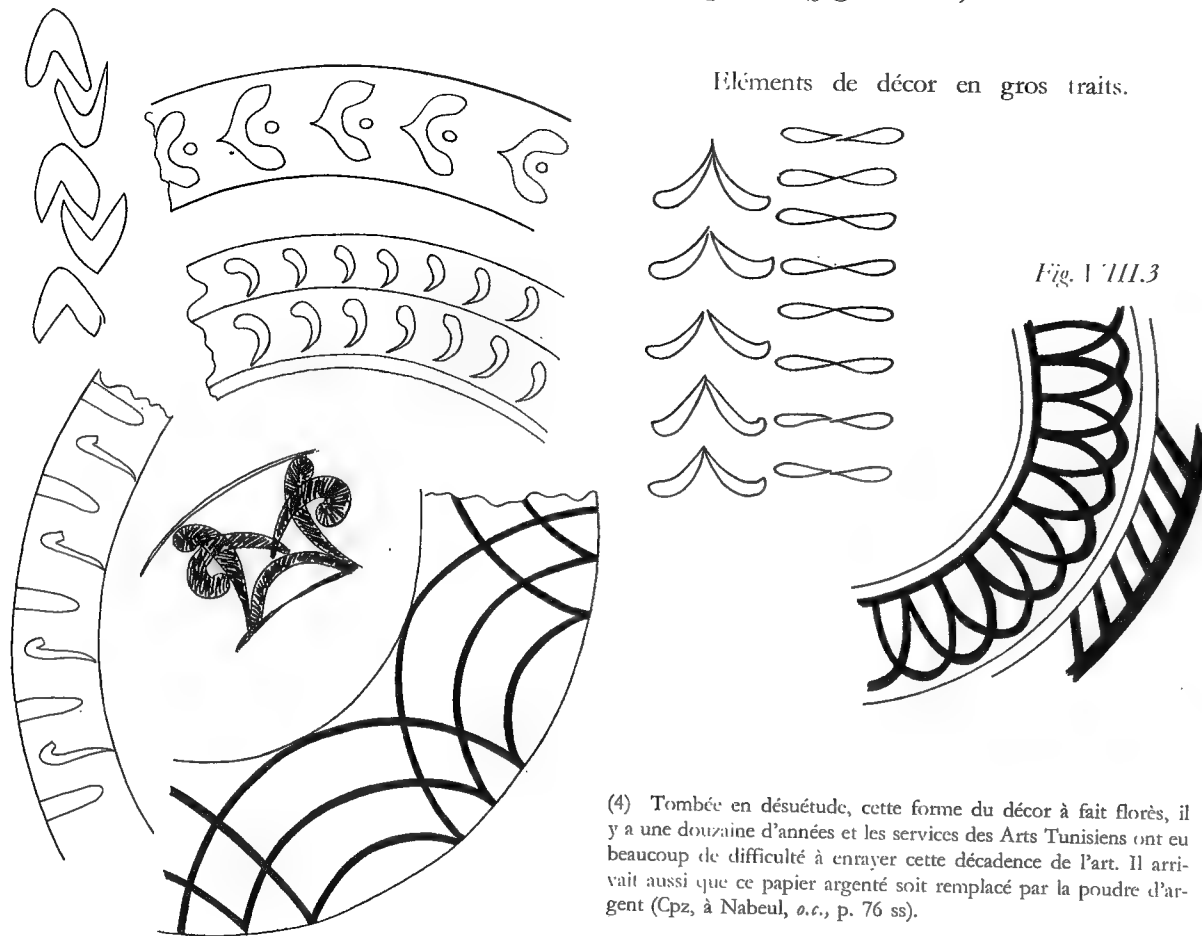 Eléments de décor en gros traits.
Fig. VIII.3
(4) Tombée en désuétude, cette forme du décor à fait florès, il
y a une douzaine d'années et les services des Arts Tunisiens ont eu
beaucoup de difficulté à enrayer cette décadence de l'art. Il arri-
vait aussi que ce papier argenté soit remplacé par la poudre d'ar-
gent (Cpz, à Nabeul, o.c., p. 76 ss).